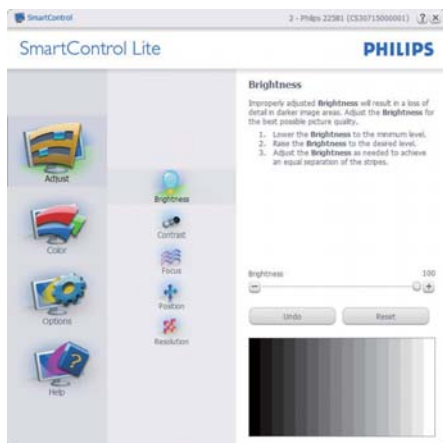 SmartControl
2 - Philips 225B1 (CS30715000001)
SmartControl Lite
PHILIPS
Adjust
Color
Options
Help
Brightness
Contrast
Focus
Position
Resolution
Brightness
Improperly adjusted Brightness will result in a loss of
detail in darker image areas. Adjust the Brightness for
the best possible picture quality.
1. Lower the Brightness to the minimum level.
2. Raise the Brightness to the desired level.
3. Adjust the Brightness as needed to achieve
an equal separation of the stripes.
Brightness 100
Undo Reset